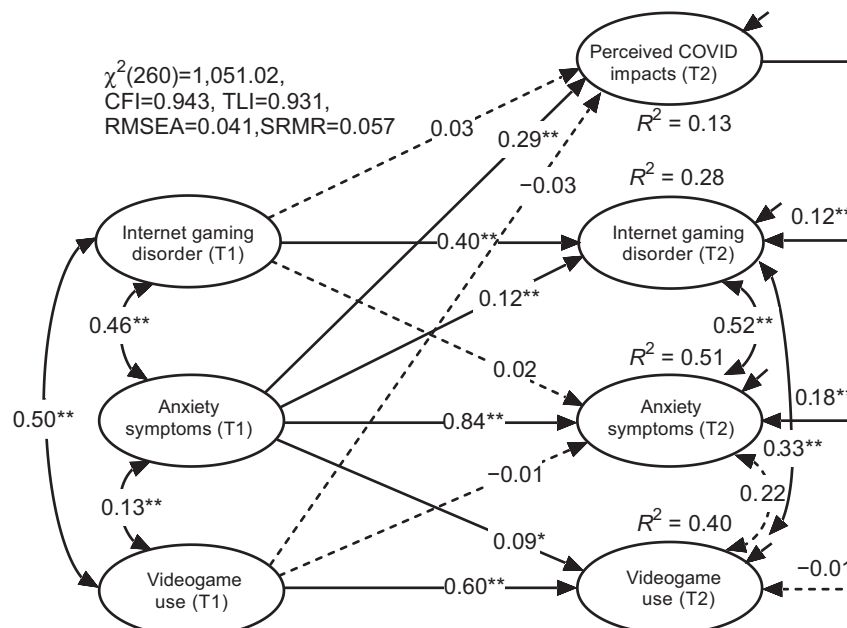 Perceived COVID
impacts (T2)
χ²(260)=1,051.02,
CFI=0.943, TLI=0.931,
RMSEA=0.041,SRMR=0.057
R² = 0.13
0.03
0.29**
−0.03
R² = 0.28
Internet gaming
disorder (T1)
0.40**
Internet gaming
disorder (T2)
0.12**
0.12**
0.46**
0.52**
0.02
R² = 0.51
0.50**
Anxiety
symptoms (T1)
0.84**
Anxiety
symptoms (T2)
0.18**
0.33**
−0.01
0.13**
0.22
0.09*
R² = 0.40
Videogame
use (T1)
0.60**
Videogame
use (T2)
−0.01